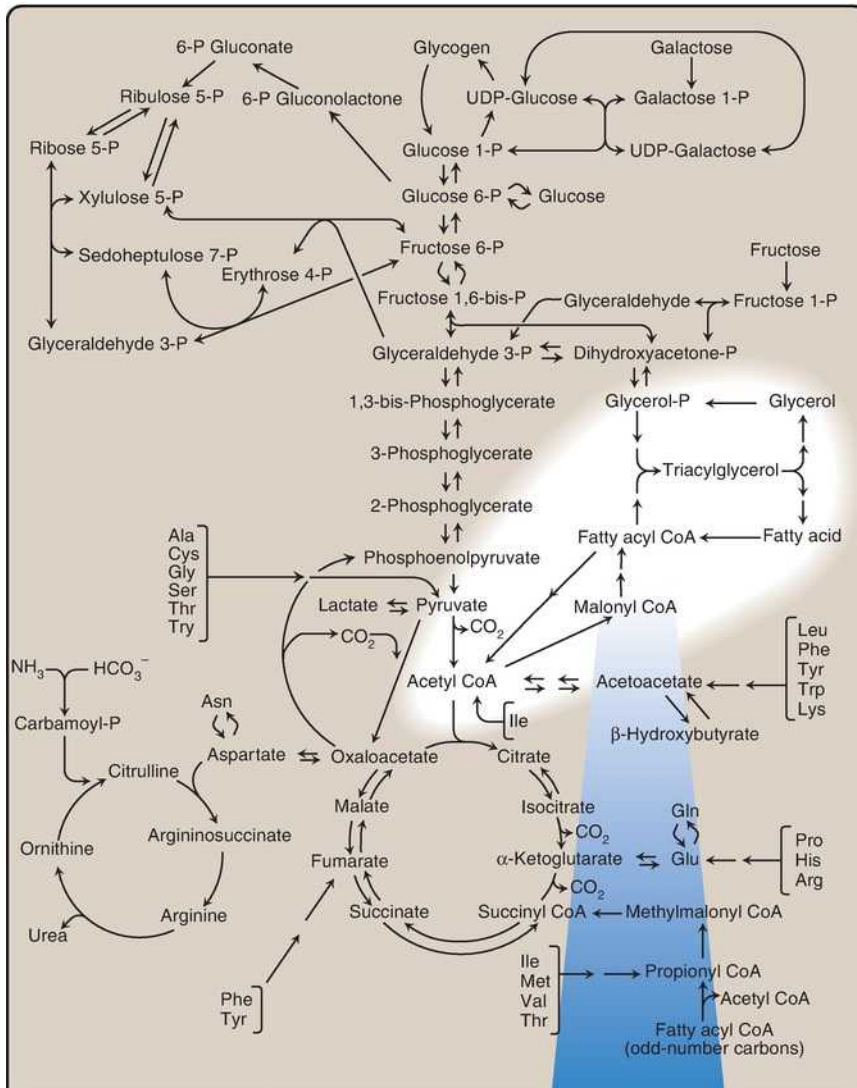 6-P Gluconate
Glycogen
Galactose
Ribulose 5-P
6-P Gluconolactone
UDP-Glucose
Galactose 1-P
Ribose 5-P
Glucose 1-P
UDP-Galactose
Xylulose 5-P
Glucose 6-P
Glucose
Sedoheptulose 7-P
Fructose 6-P
Fructose
Erythrose 4-P
Fructose 1,6-bis-P
Glyceraldehyde
Fructose 1-P
Glyceraldehyde 3-P
Glyceraldehyde 3-P
Dihydroxyacetone-P
1,3-bis-Phosphoglycerate
Glycerol-P
Glycerol
3-Phosphoglycerate
Triacylglycerol
2-Phosphoglycerate
Ala
Cys
Gly
Ser
Thr
Try
Fatty acyl CoA
Fatty acid
Phosphoenolpyruvate
Lactate
Pyruvate
Malonyl CoA
CO₂
CO₂
Leu
Phe
Tyr
Trp
Lys
NH₃
HCO₃⁻
Acetyl CoA
Acetoacetate
Asn
Ile
Carbamoyl-P
β-Hydroxybutyrate
Aspartate
Oxaloacetate
Citrate
Citrulline
Malate
Isocitrate
Gln
CO₂
Ornithine
Argininosuccinate
Fumarate
α-Ketoglutarate
Glu
Pro
His
Arg
CO₂
Arginine
Succinate
Succinyl CoA
Methylmalonyl CoA
Urea
Ile
Met
Val
Thr
Propionyl CoA
Phe
Tyr
Acetyl CoA
Fatty acyl CoA
(odd-number carbons)